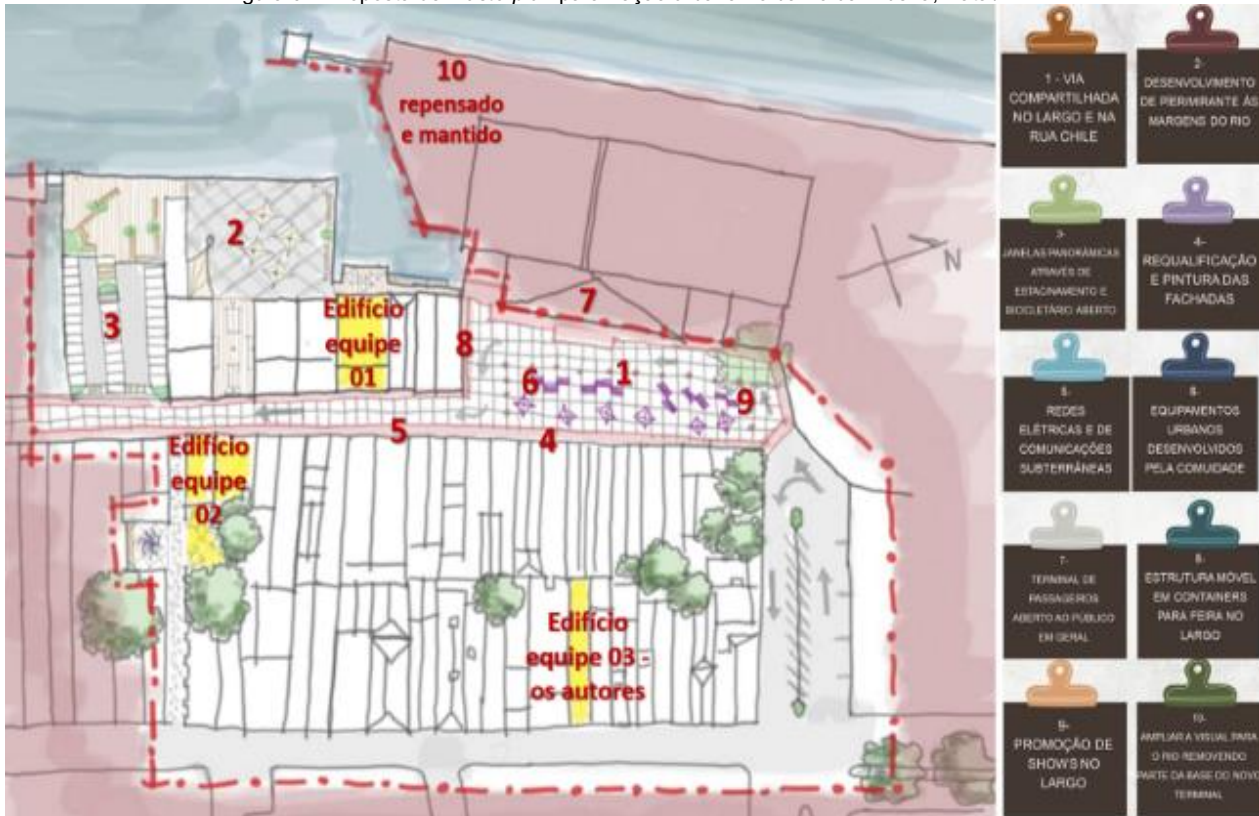 10
repensado
e mantido
2
3
Edifício
equipe
01
8
7
6
1
9
N
5
4
Edifício
equipe
02
Edifício
equipe 03 -
os autores
1 - VIA
COMPARTILHADA
NO LARGO E NA
RUA CHILE
2-
DESENVOLVIMENTO
DE PIERMIRANTE ÀS
MARGENS DO RIO
3-
JANELAS PANORÂMICAS
ATRAVÉS DE
ESTACINAMENTO E
BICICLETÁRIO ABERTO
4-
REQUALIFICAÇÃO
E PINTURA DAS
FACHADAS
5-
REDES
ELÉTRICAS E DE
COMUNICAÇÕES
SUBTERRÂNEAS
EQUIPAMENTOS
URBANOS
DESENVOLVIDOS
PELA COMUIDADE
7-
TERMINAL DE
PASSAGEIROS
ABERTO AO PÚBLICO
EM GERAL
8-
ESTRUTURA MÓVEL
EM CONTAINERS
PARA FEIRA NO
LARGO
9-
PROMOÇÃO DE
SHOWS NO
LARGO
10-
AMPLIAR A VISUAL PARA
O RIO REMOVENDO
PARTE DA BASE DO NOVO
TERMINAL